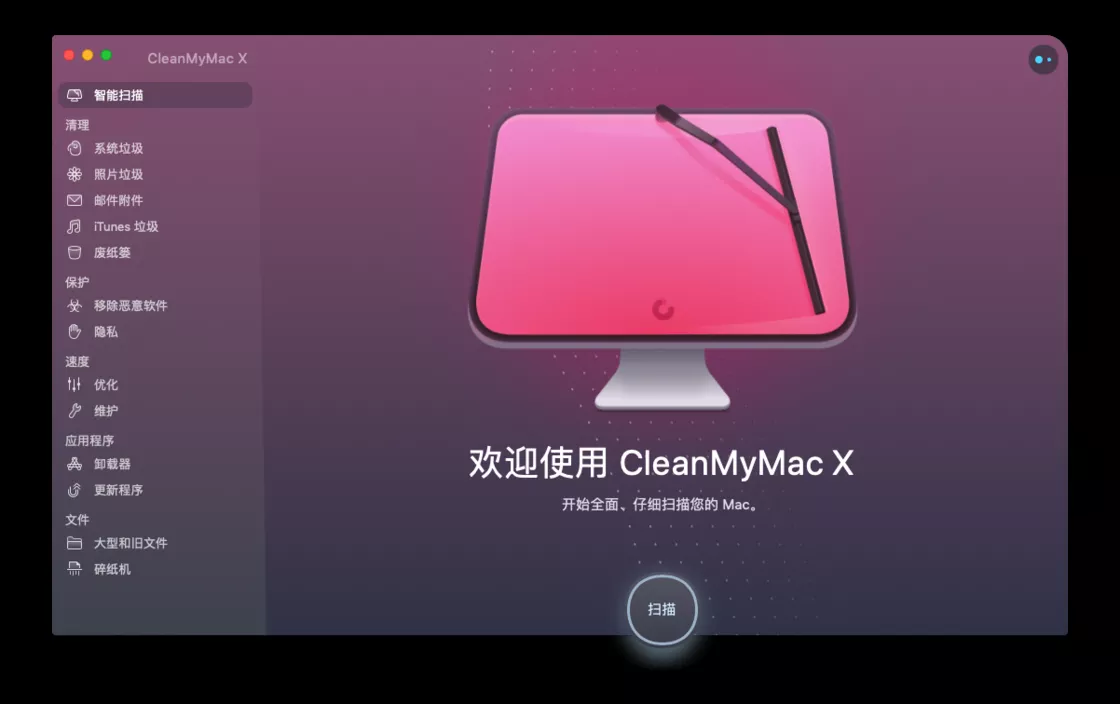 CleanMyMac X
智能扫描
清理
系统垃圾
照片垃圾
邮件附件
iTunes 垃圾
废纸篓
保护
移除恶意软件
隐私
速度
优化
维护
应用程序
卸载器
更新程序
文件
大型和旧文件
碎纸机
欢迎使用 CleanMyMac X
开始全面、仔细扫描您的 Mac。
扫描